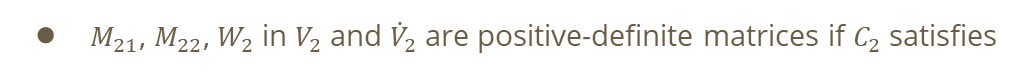 ● M₂₁, M₂₂, W₂ in V₂ and V̇₂ are positive-definite matrices if C₂ satisfies